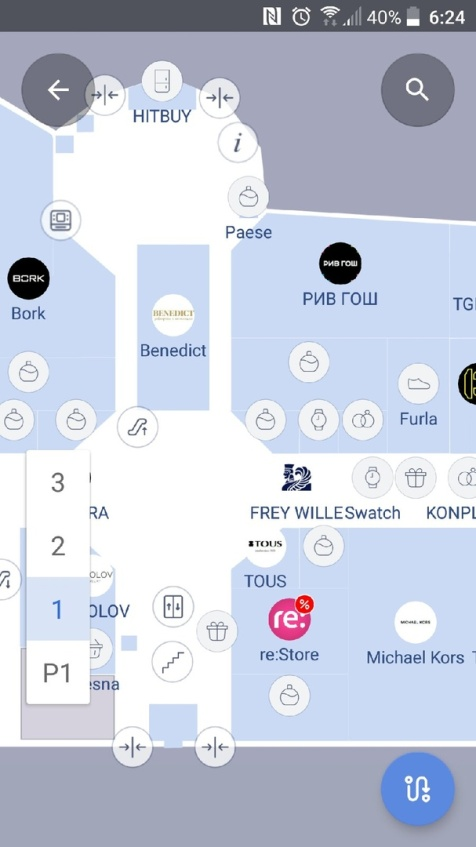 40% 6:24
HITBUY
i
Paese
BORK
РИВ ГОШ
Bork
BENEDICT
РИВ ГОШ
TG
Benedict
Furla
3
FREY WILLE Swatch KONPL
RA
2
TOUS
TOUS
OLOV
1
OLOV
re:
%
MICHAEL KORS
re:Store
Michael Kors T
P1
sna